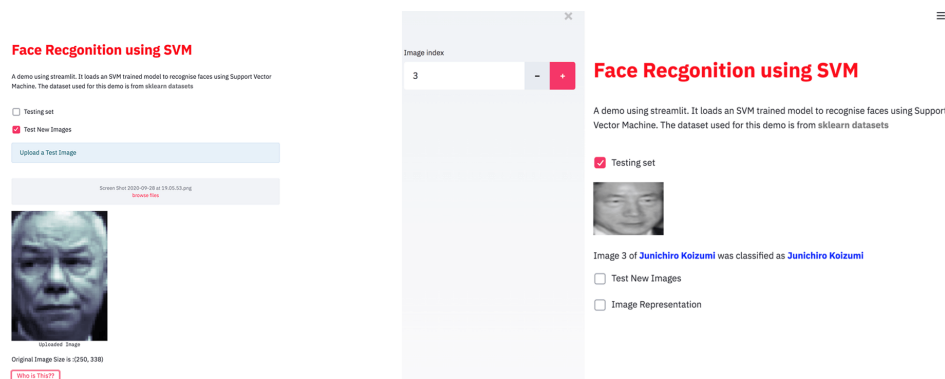 Face Recgonition using SVM
A demo using streamlit. It loads an SVM trained model to recognise faces using Support Vector
Machine. The dataset used for this demo is from sklearn datasets
Testing set
Test New Images
Upload a Test Image
Screen Shot 2020-09-28 at 19.05.53.png
browse files
Uploaded Image
Original Image Size is :(250, 338)
Who is This??
Image index
3
Face Recgonition using SVM
A demo using streamlit. It loads an SVM trained model to recognise faces using Support
Vector Machine. The dataset used for this demo is from sklearn datasets
Testing set
Image 3 of Junichiro Koizumi was classified as Junichiro Koizumi
Test New Images
Image Representation